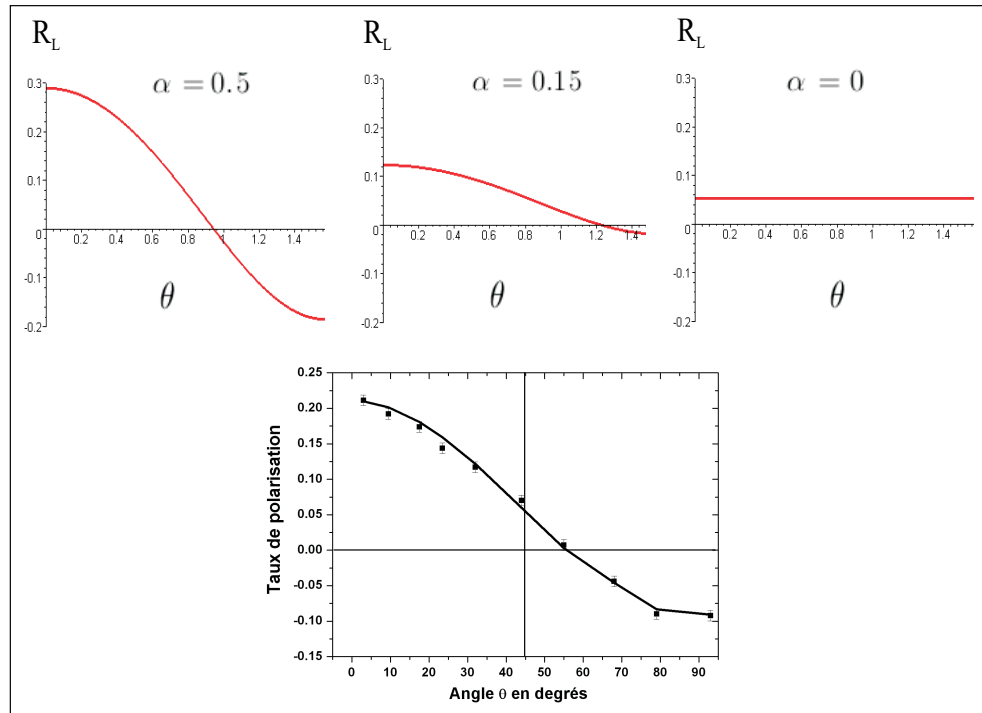 R_L
R_L
R_L
α = 0.5
α = 0.15
α = 0
0.3
0.2
0.1
0
-0.1
-0.2
0.2 0.4 0.6 0.8 1 1.2 1.4
θ
0.3
0.2
0.1
0
-0.1
-0.2
0.2 0.4 0.6 0.8 1 1.2 1.4
θ
0.3
0.2
0.1
0
-0.1
-0.2
0.2 0.4 0.6 0.8 1 1.2 1.4
θ
Taux de polarisation
0.25
0.20
0.15
0.10
0.05
0.00
-0.05
-0.10
-0.15
0 10 20 30 40 50 60 70 80 90
Angle θ en degrés